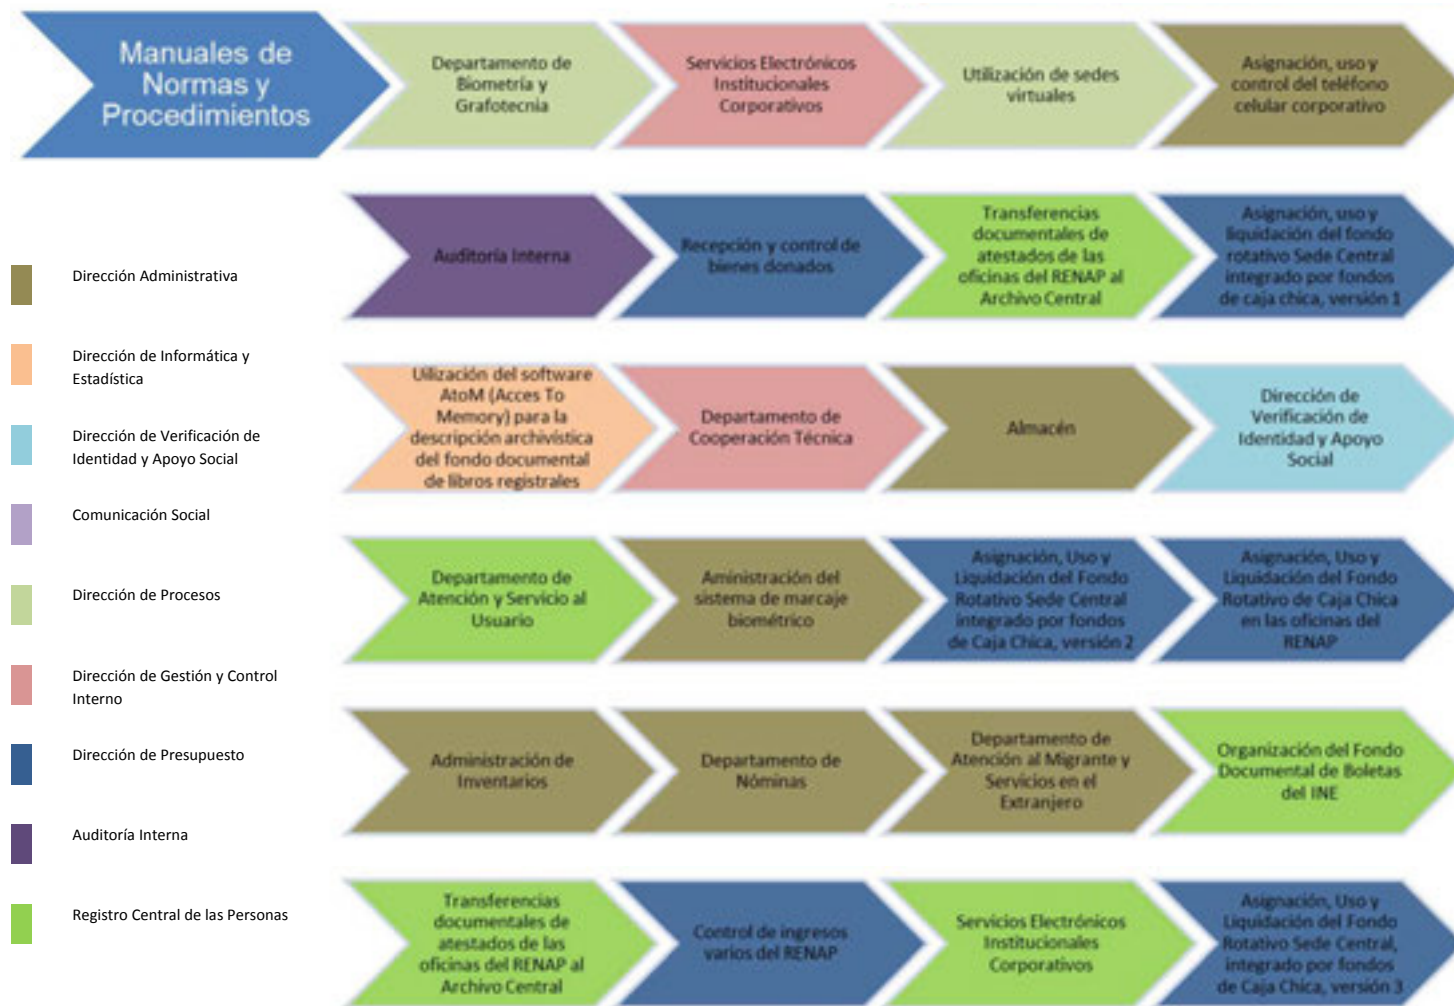 Manuales de
Normas y
Procedimientos
Departamento de
Biometría y
Grafotecnia
Servicios Electrónicos
Institucionales
Corporativos
Utilización de sedes
virtuales
Asignación, uso y
control del teléfono
celular corporativo
Auditoría Interna
Recepción y control de
bienes donados
Transferencias
documentales de
atestados de las
oficinas del RENAP al
Archivo Central
Asignación, uso y
liquidación del fondo
rotativo Sede Central
integrado por fondos
de caja chica, versión 1
Uilización del software
AtoM (Acces To
Memory) para la
descripción archivística
del fondo documental
de libros registrales
Departamento de
Cooperación Técnica
Almacén
Dirección de
Verificación de
Identidad y Apoyo
Social
Departamento de
Atención y Servicio al
Usuario
Aministración del
sistema de marcaje
biométrico
Asignación, Uso y
Liquidación del Fondo
Rotativo Sede Central
integrado por fondos
de Caja Chica, versión 2
Asignación, Uso y
Liquidación del Fondo
Rotativo de Caja Chica
en las oficinas del
RENAP
Administración de
Inventarios
Departamento de
Nóminas
Departamento de
Atención al Migrante y
Servicios en el
Extranjero
Organización del Fondo
Documental de Boletas
del INE
Transferencias
documentales de
atestados de las
oficinas del RENAP al
Archivo Central
Control de ingresos
varios del RENAP
Servicios Electrónicos
Institucionales
Corporativos
Asignación, Uso y
Liquidación del Fondo
Rotativo Sede Central,
integrado por fondos
de Caja Chica, versión 3
Dirección Administrativa
Dirección de Informática y
Estadística
Dirección de Verificación de
Identidad y Apoyo Social
Comunicación Social
Dirección de Procesos
Dirección de Gestión y Control
Interno
Dirección de Presupuesto
Auditoría Interna
Registro Central de las Personas